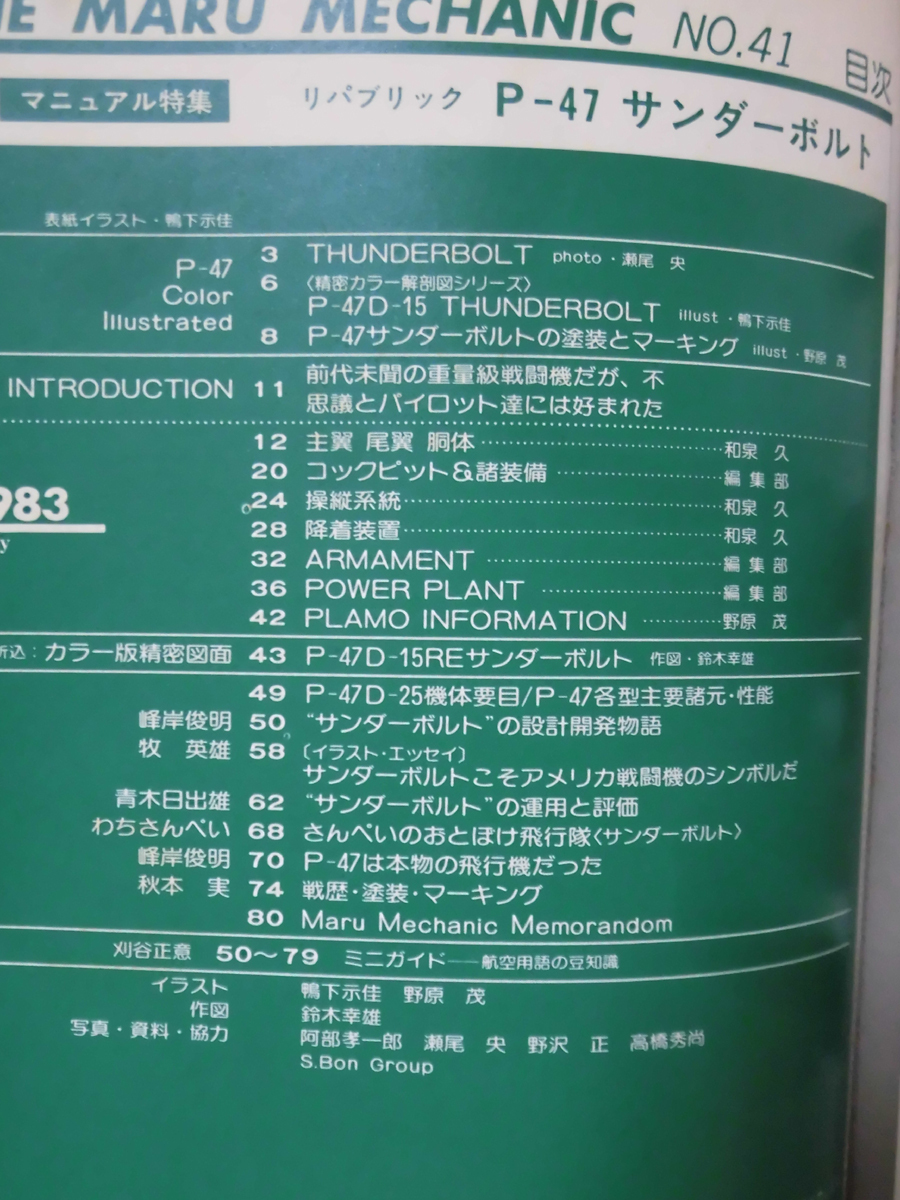 E MARU MECHANIC NO.41 目次
マニュアル特集 リパブリック P-47 サンダーボルト
表紙イラスト・鴨下示佳
P-47 Color Illustrated
3 THUNDERBOLT photo・瀬尾 央
6 〈精密カラー解剖図シリーズ〉
P-47D-15 THUNDERBOLT illust・鴨下示佳
8 P-47サンダーボルトの塗装とマーキング illust・野原 茂
INTRODUCTION 11 前代未聞の重量級戦闘機だが、不
思議とパイロット達には好まれた
12 主翼 尾翼 胴体 和泉 久
20 コックピット&諸装備 編集部
983
y
24 操縦系統 和泉 久
28 降着装置 和泉 久
32 ARMAMENT 編集部
36 POWER PLANT 編集部
42 PLAMO INFORMATION 野原 茂
折込:カラー版精密図面 43 P-47D-15REサンダーボルト 作図・鈴木幸雄
49 P-47D-25機体要目/P-47各型主要諸元・性能
峰岸俊明 50 “サンダーボルト”の設計開発物語
牧 英雄 58 〔イラスト・エッセイ〕
サンダーボルトこそアメリカ戦闘機のシンボルだ
青木日出雄 62 “サンダーボルト”の運用と評価
わちさんぺい 68 さんぺいのおとぼけ飛行隊〈サンダーボルト〉
峰岸俊明 70 P-47は本物の飛行機だった
秋本 実 74 戦歴・塗装・マーキング
80 Maru Mechanic Memorandom
刈谷正意 50〜79 ミニガイド──航空用語の豆知識
イラスト 鴨下示佳 野原 茂
作図 鈴木幸雄
写真・資料・協力 阿部孝一郎 瀬尾 央 野沢 正 高橋秀尚
S.Bon Group